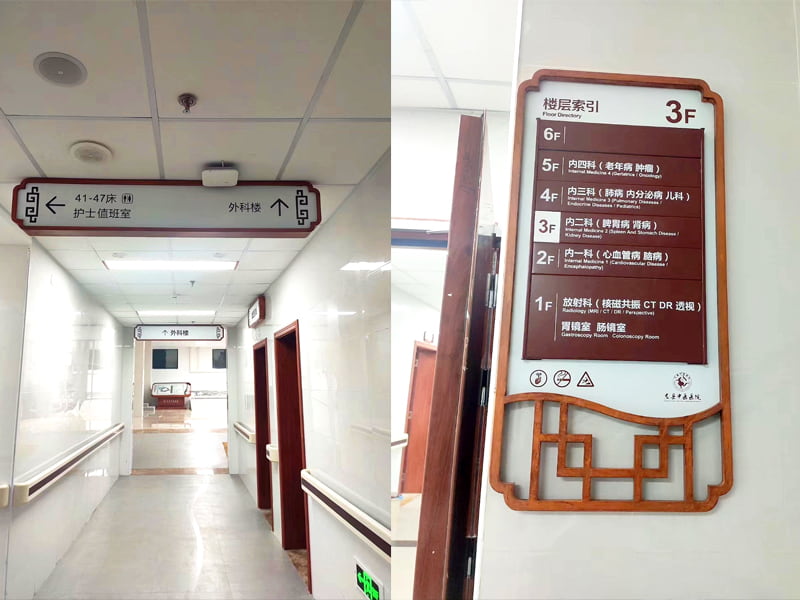 41-47床
护士值班室
外科楼
外科楼
楼层索引
Floor Directory
3F
6F
5F 内四科（老年病 肿瘤）
Internal Medicine 4 (Geriatrics / Oncology)
4F 内三科（肺病 内分泌病 儿科）
Internal Medicine 3 (Pulmonary Diseases /
Endocrine Diseases / Pediatrics)
3F 内二科（脾胃病 肾病）
Internal Medicine 2 (Spleen And Stomach Disease /
Kidney Disease)
2F 内一科（心血管病 脑病）
Internal Medicine 1 (Cardiovascular Disease /
Encephalopathy)
1F 放射科（核磁共振 CT DR 透视）
Radiology (MRI / CT / DR / Perspective)
胃镜室 肠镜室
Gastroscopy Room Colonoscopy Room